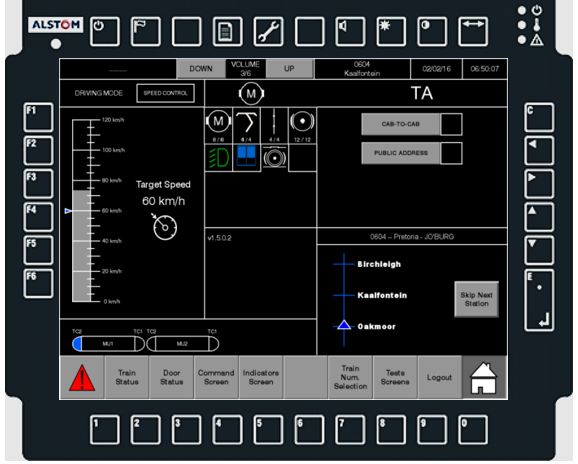 ALSTOM
DOWN
VOLUME
3/6
UP
0604
Kaalfontein
02/02/16
06:50:07
DRIVING MODE
SPEED CONTROL
M
TA
F1
F2
F3
F4
F5
F6
120 km/h
100 km/h
80 km/h
60 km/h
40 km/h
20 km/h
0 km/h
Target Speed
60 km/h
M
8/8
4/4
4/4
12/12
v1.5.0.2
CAB-TO-CAB
PUBLIC ADDRESS
0604 – Pretoria - JO'BURG
Birchleigh
Kaalfontein
Oakmoor
Skip Next
Station
C
E
TC2
TC1
TC2
TC1
MU1
MU2
Train
Status
Door
Status
Command
Screen
Indicators
Screen
Train
Num.
Selection
Tests
Screens
Logout
1
2
3
4
5
6
7
8
9
0